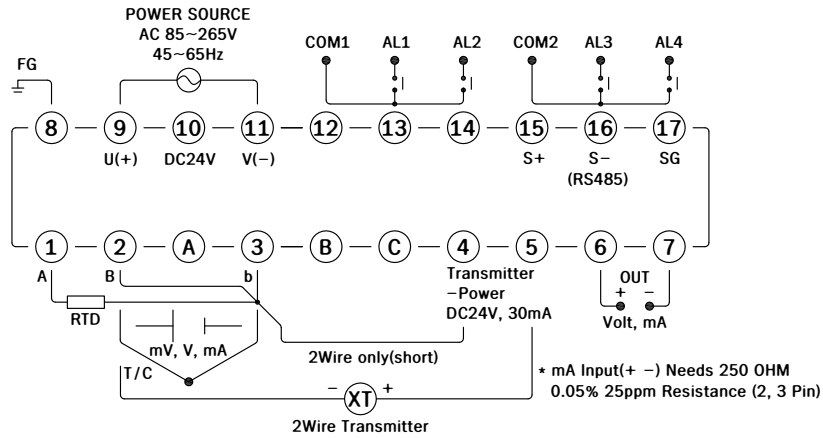 POWER SOURCE
AC 85~265V
45~65Hz
COM1 AL1 AL2 COM2 AL3 AL4
FG
8 9 10 11 12 13 14 15 16 17
U(+) DC24V V(-) S+ S- SG
(RS485)
1 2 A 3 B C 4 5 6 7
A B b
Transmitter
-Power
DC24V, 30mA
OUT
+ -
Volt, mA
RTD
mV, V, mA
2Wire only(short)
T/C
- XT +
2Wire Transmitter
* mA Input(+ -) Needs 250 OHM
0.05% 25ppm Resistance (2, 3 Pin)